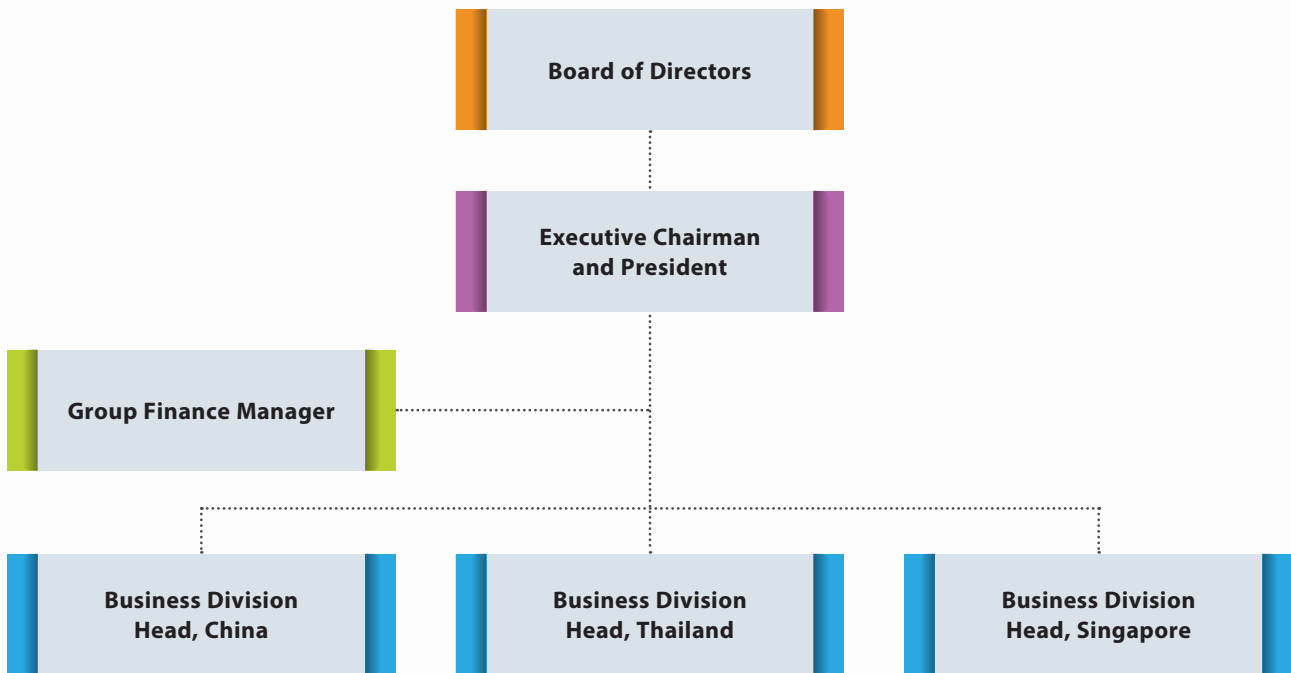 Board of Directors
Executive Chairman
and President
Group Finance Manager
Business Division
Head, China
Business Division
Head, Thailand
Business Division
Head, Singapore